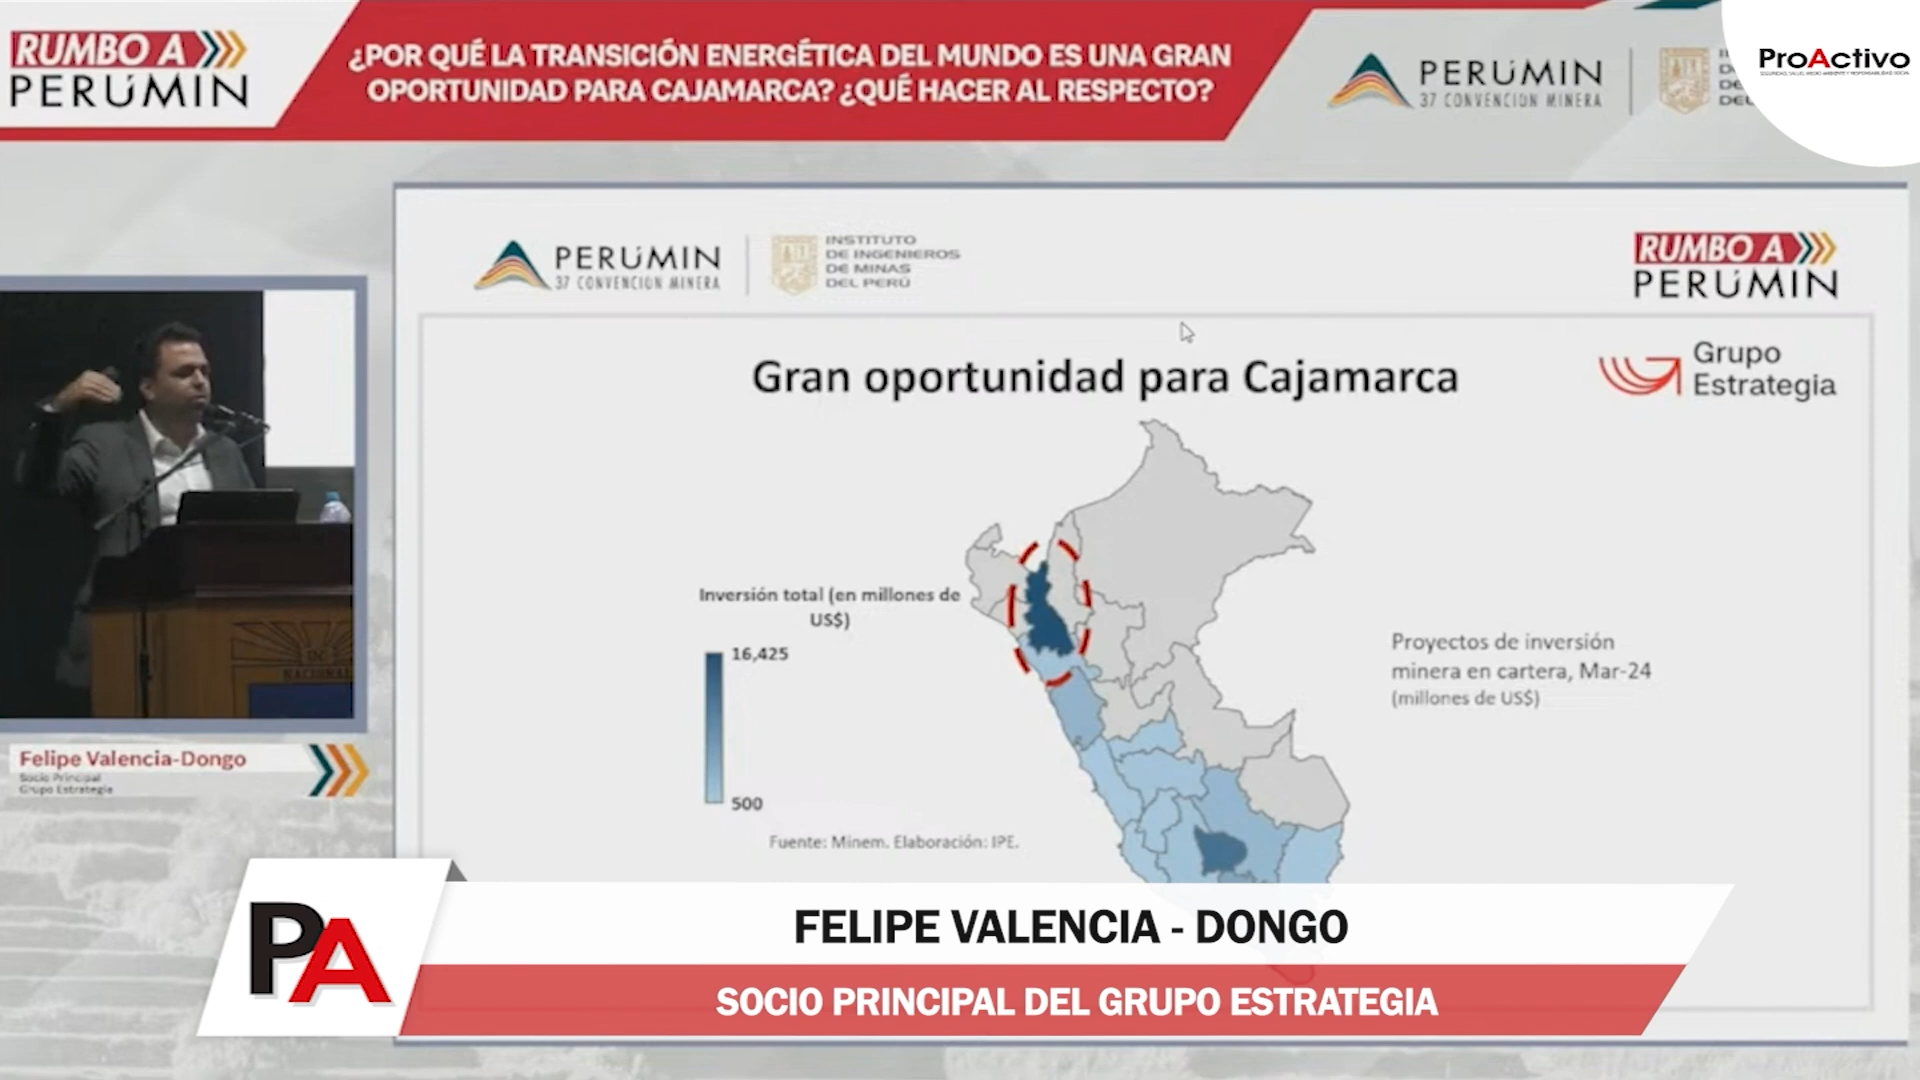 RUMBO A
PERÚMIN
¿POR QUÉ LA TRANSICIÓN ENERGÉTICA DEL MUNDO ES UNA GRAN
OPORTUNIDAD PARA CAJAMARCA? ¿QUÉ HACER AL RESPECTO?
PERÚMIN
37 CONVENCIÓN MINERA
ProActivo
PERÚMIN
37 CONVENCIÓN MINERA
INSTITUTO
DE INGENIEROS
DE MINAS
DEL PERÚ
RUMBO A
PERÚMIN
Gran oportunidad para Cajamarca
Grupo
Estrategia
Inversión total (en millones de
US$)
16,425
500
Proyectos de inversión
minera en cartera, Mar-24
(millones de US$)
Fuente: Minem. Elaboración: IPE.
Felipe Valencia-Dongo
Socio Principal
Grupo Estrategia
PA
FELIPE VALENCIA - DONGO
SOCIO PRINCIPAL DEL GRUPO ESTRATEGIA